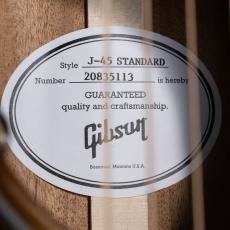 Style J-45 STANDARD
Number 20835113 is hereby
GUARANTEED
quality and craftsmanship.
Gibson
Bozeman, Montana U.S.A.